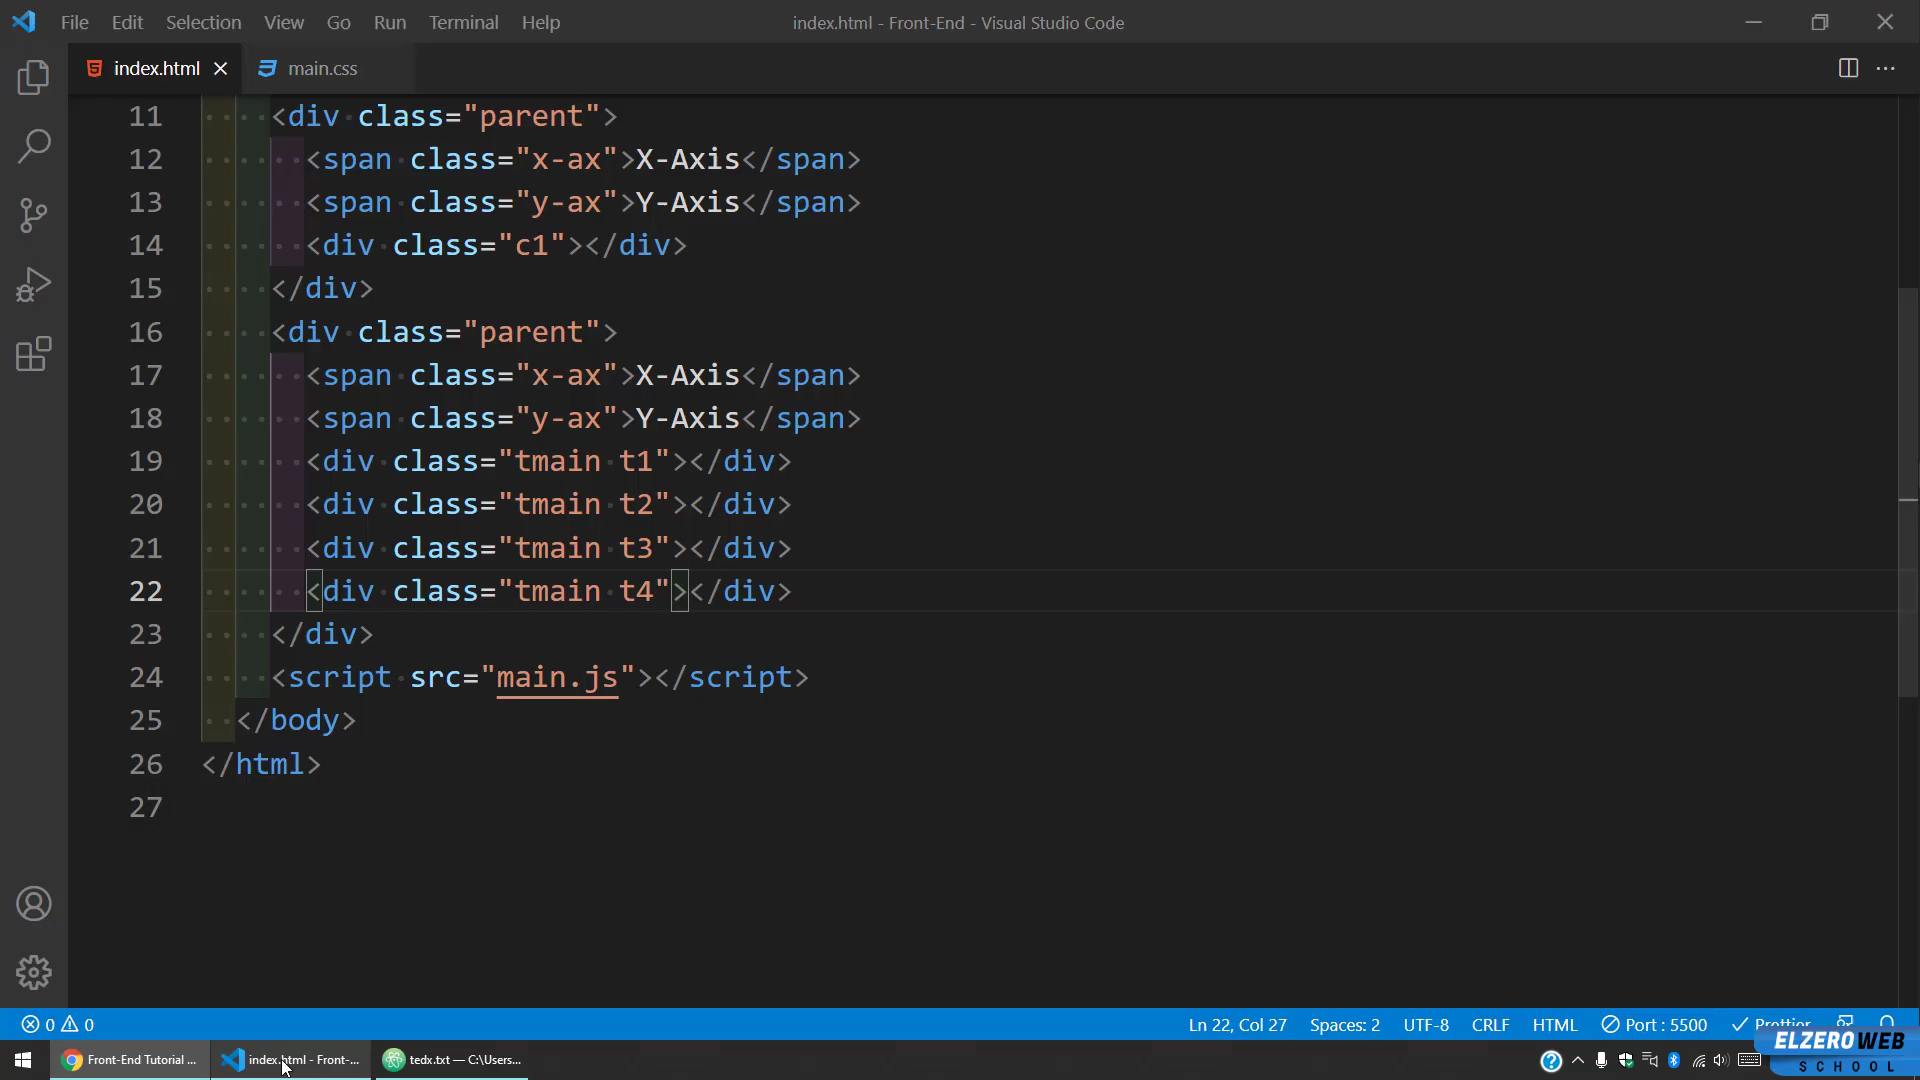 File Edit Selection View Go Run Terminal Help
index.html - Front-End - Visual Studio Code
index.html
main.css
11 <div class="parent">
12 <span class="x-ax">X-Axis</span>
13 <span class="y-ax">Y-Axis</span>
14 <div class="c1"></div>
15 </div>
16 <div class="parent">
17 <span class="x-ax">X-Axis</span>
18 <span class="y-ax">Y-Axis</span>
19 <div class="tmain t1"></div>
20 <div class="tmain t2"></div>
21 <div class="tmain t3"></div>
22 <div class="tmain t4"></div>
23 </div>
24 <script src="main.js"></script>
25 </body>
26 </html>
27
0 0
Ln 22, Col 27 Spaces: 2 UTF-8 CRLF HTML Port : 5500 Prettier
ELZEROWEB
SCHOOL
Front-End Tutorial ...
index.html - Front-...
tedx.txt — C:\Users...